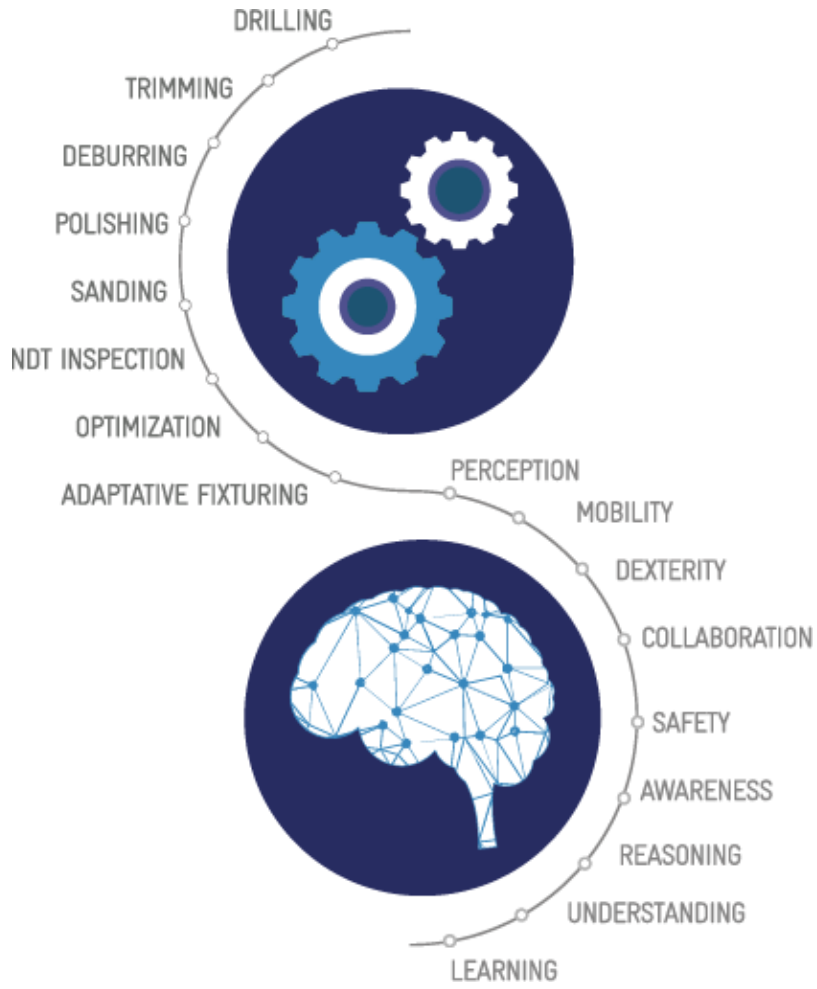 DRILLING
TRIMMING
DEBURRING
POLISHING
SANDING
NDT INSPECTION
OPTIMIZATION
ADAPTATIVE FIXTURING
PERCEPTION
MOBILITY
DEXTERITY
COLLABORATION
SAFETY
AWARENESS
REASONING
UNDERSTANDING
LEARNING